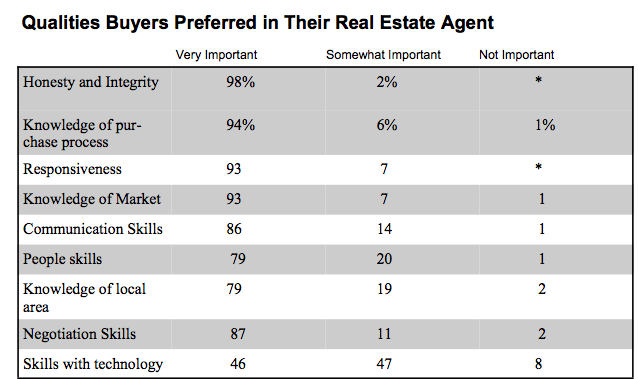 Qualities Buyers Preferred in Their Real Estate Agent
Very Important Somewhat Important Not Important
Honesty and Integrity 98% 2% *
Knowledge of pur- 94% 6% 1%
chase process
Responsiveness 93 7 *
Knowledge of Market 93 7 1
Communication Skills 86 14 1
People skills 79 20 1
Knowledge of local 79 19 2
area
Negotiation Skills 87 11 2
Skills with technology 46 47 8